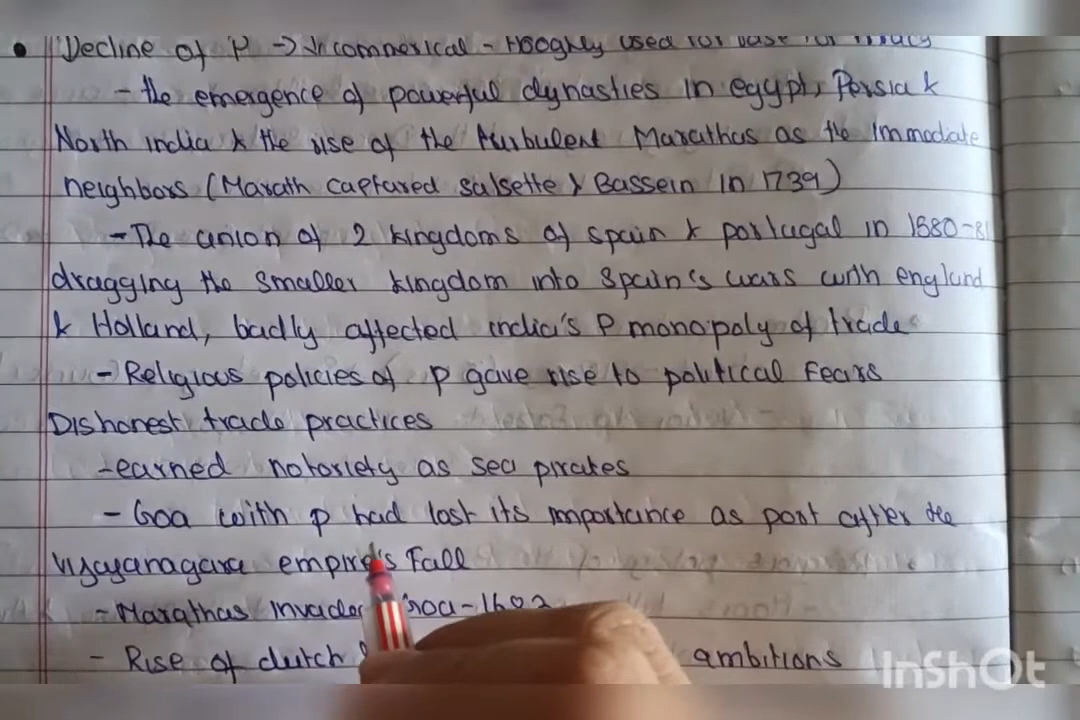 • Decline of P → In commerical - Hooghly used for base for Piracy
- the emergence of powerful dynasties in egypt, Persia &
North india & the rise of the turbulent Marathas as the immediate
neighbors (Marath captured salsette & Bassein in 1739)
- The union of 2 kingdoms of spain & portugal in 1580-81
dragging the smaller kingdom into Spain's wars with england
& Holland, badly affected india's P monopoly of trade
- Religious policies of P gave rise to political Fears
Dishonest trade practices
- earned notoriety as sea pirates
- Goa with p had lost its importance as port after the
Vijayanagara empire's Fall
- Marathas invaded Goa - 1683
- Rise of dutch ambitions
InShOt